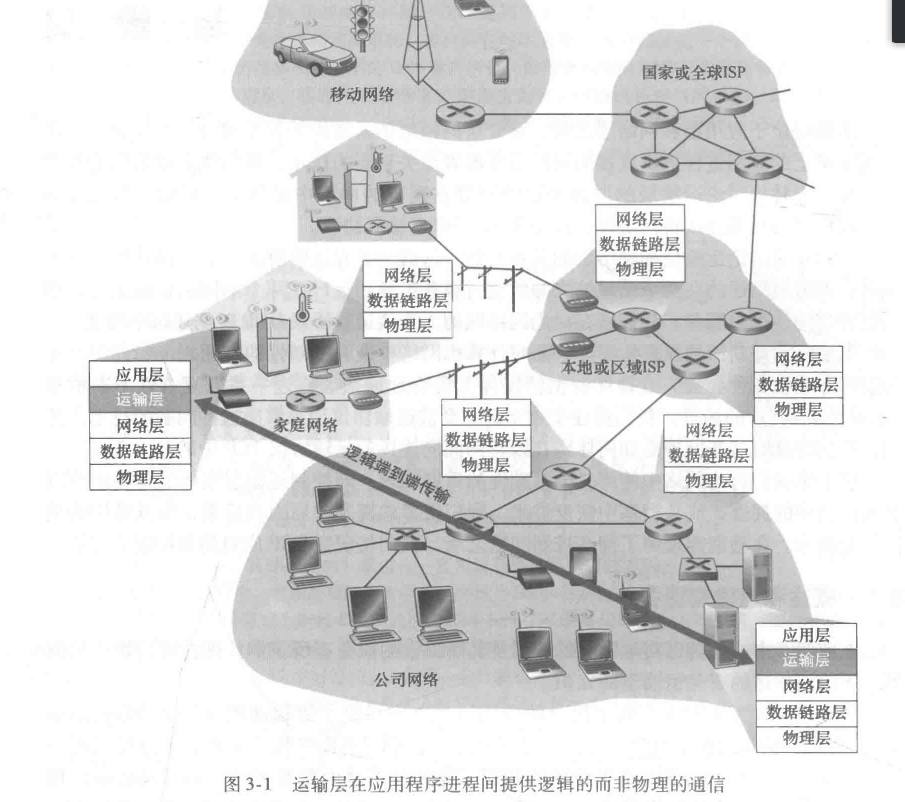 国家或全球ISP
移动网络
网络层
数据链路层
物理层
网络层
数据链路层
物理层
本地或区域ISP
网络层
数据链路层
物理层
应用层
运输层
网络层
数据链路层
物理层
家庭网络
网络层
数据链路层
物理层
网络层
数据链路层
物理层
逻辑端到端传输
公司网络
应用层
运输层
网络层
数据链路层
物理层
图 3-1 运输层在应用程序进程间提供逻辑的而非物理的通信